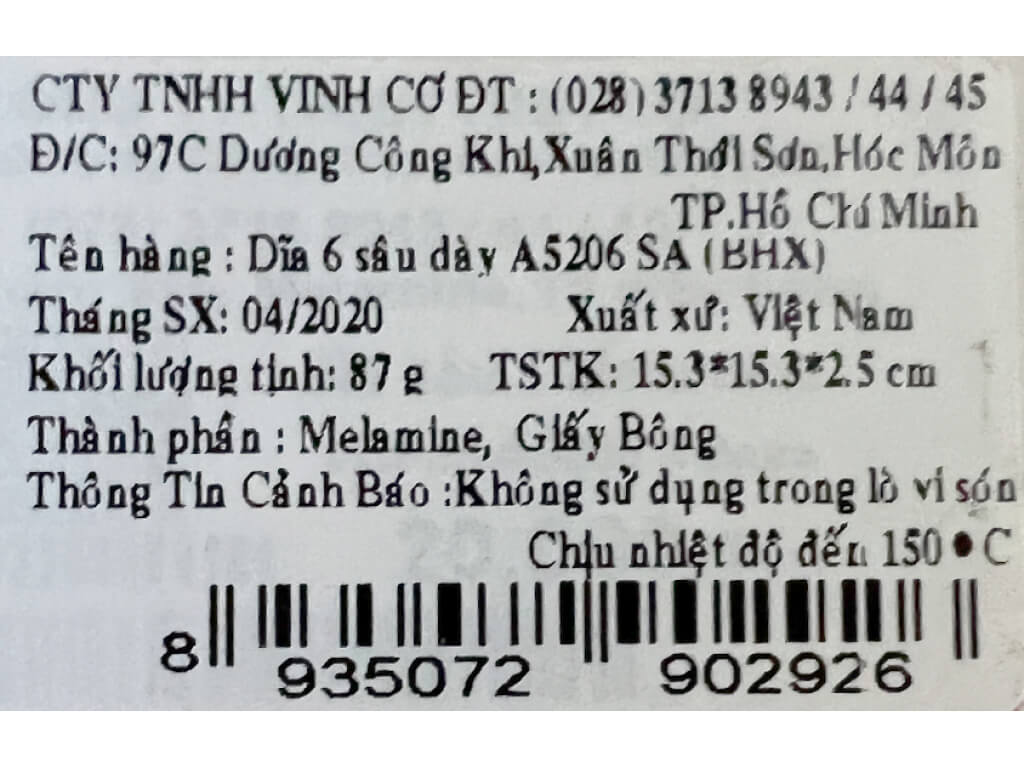 CTY TNHH VINH CƠ ĐT : (028) 3713 8943 / 44 / 45
Đ/C: 97C Dương Công Khi,Xuân Thới Sơn,Hóc Môn
TP.Hồ Chí Minh
Tên hàng : Dĩa 6 sâu dày A5206 SA (BHX)
Tháng SX: 04/2020 Xuất xứ: Việt Nam
Khối lượng tịnh: 87 g TSTK: 15.3*15.3*2.5 cm
Thành phần : Melamine, Giấy Bông
Thông Tin Cảnh Báo :Không sử dụng trong lò vi són
Chịu nhiệt độ đến 150 • C
8 935072 902926